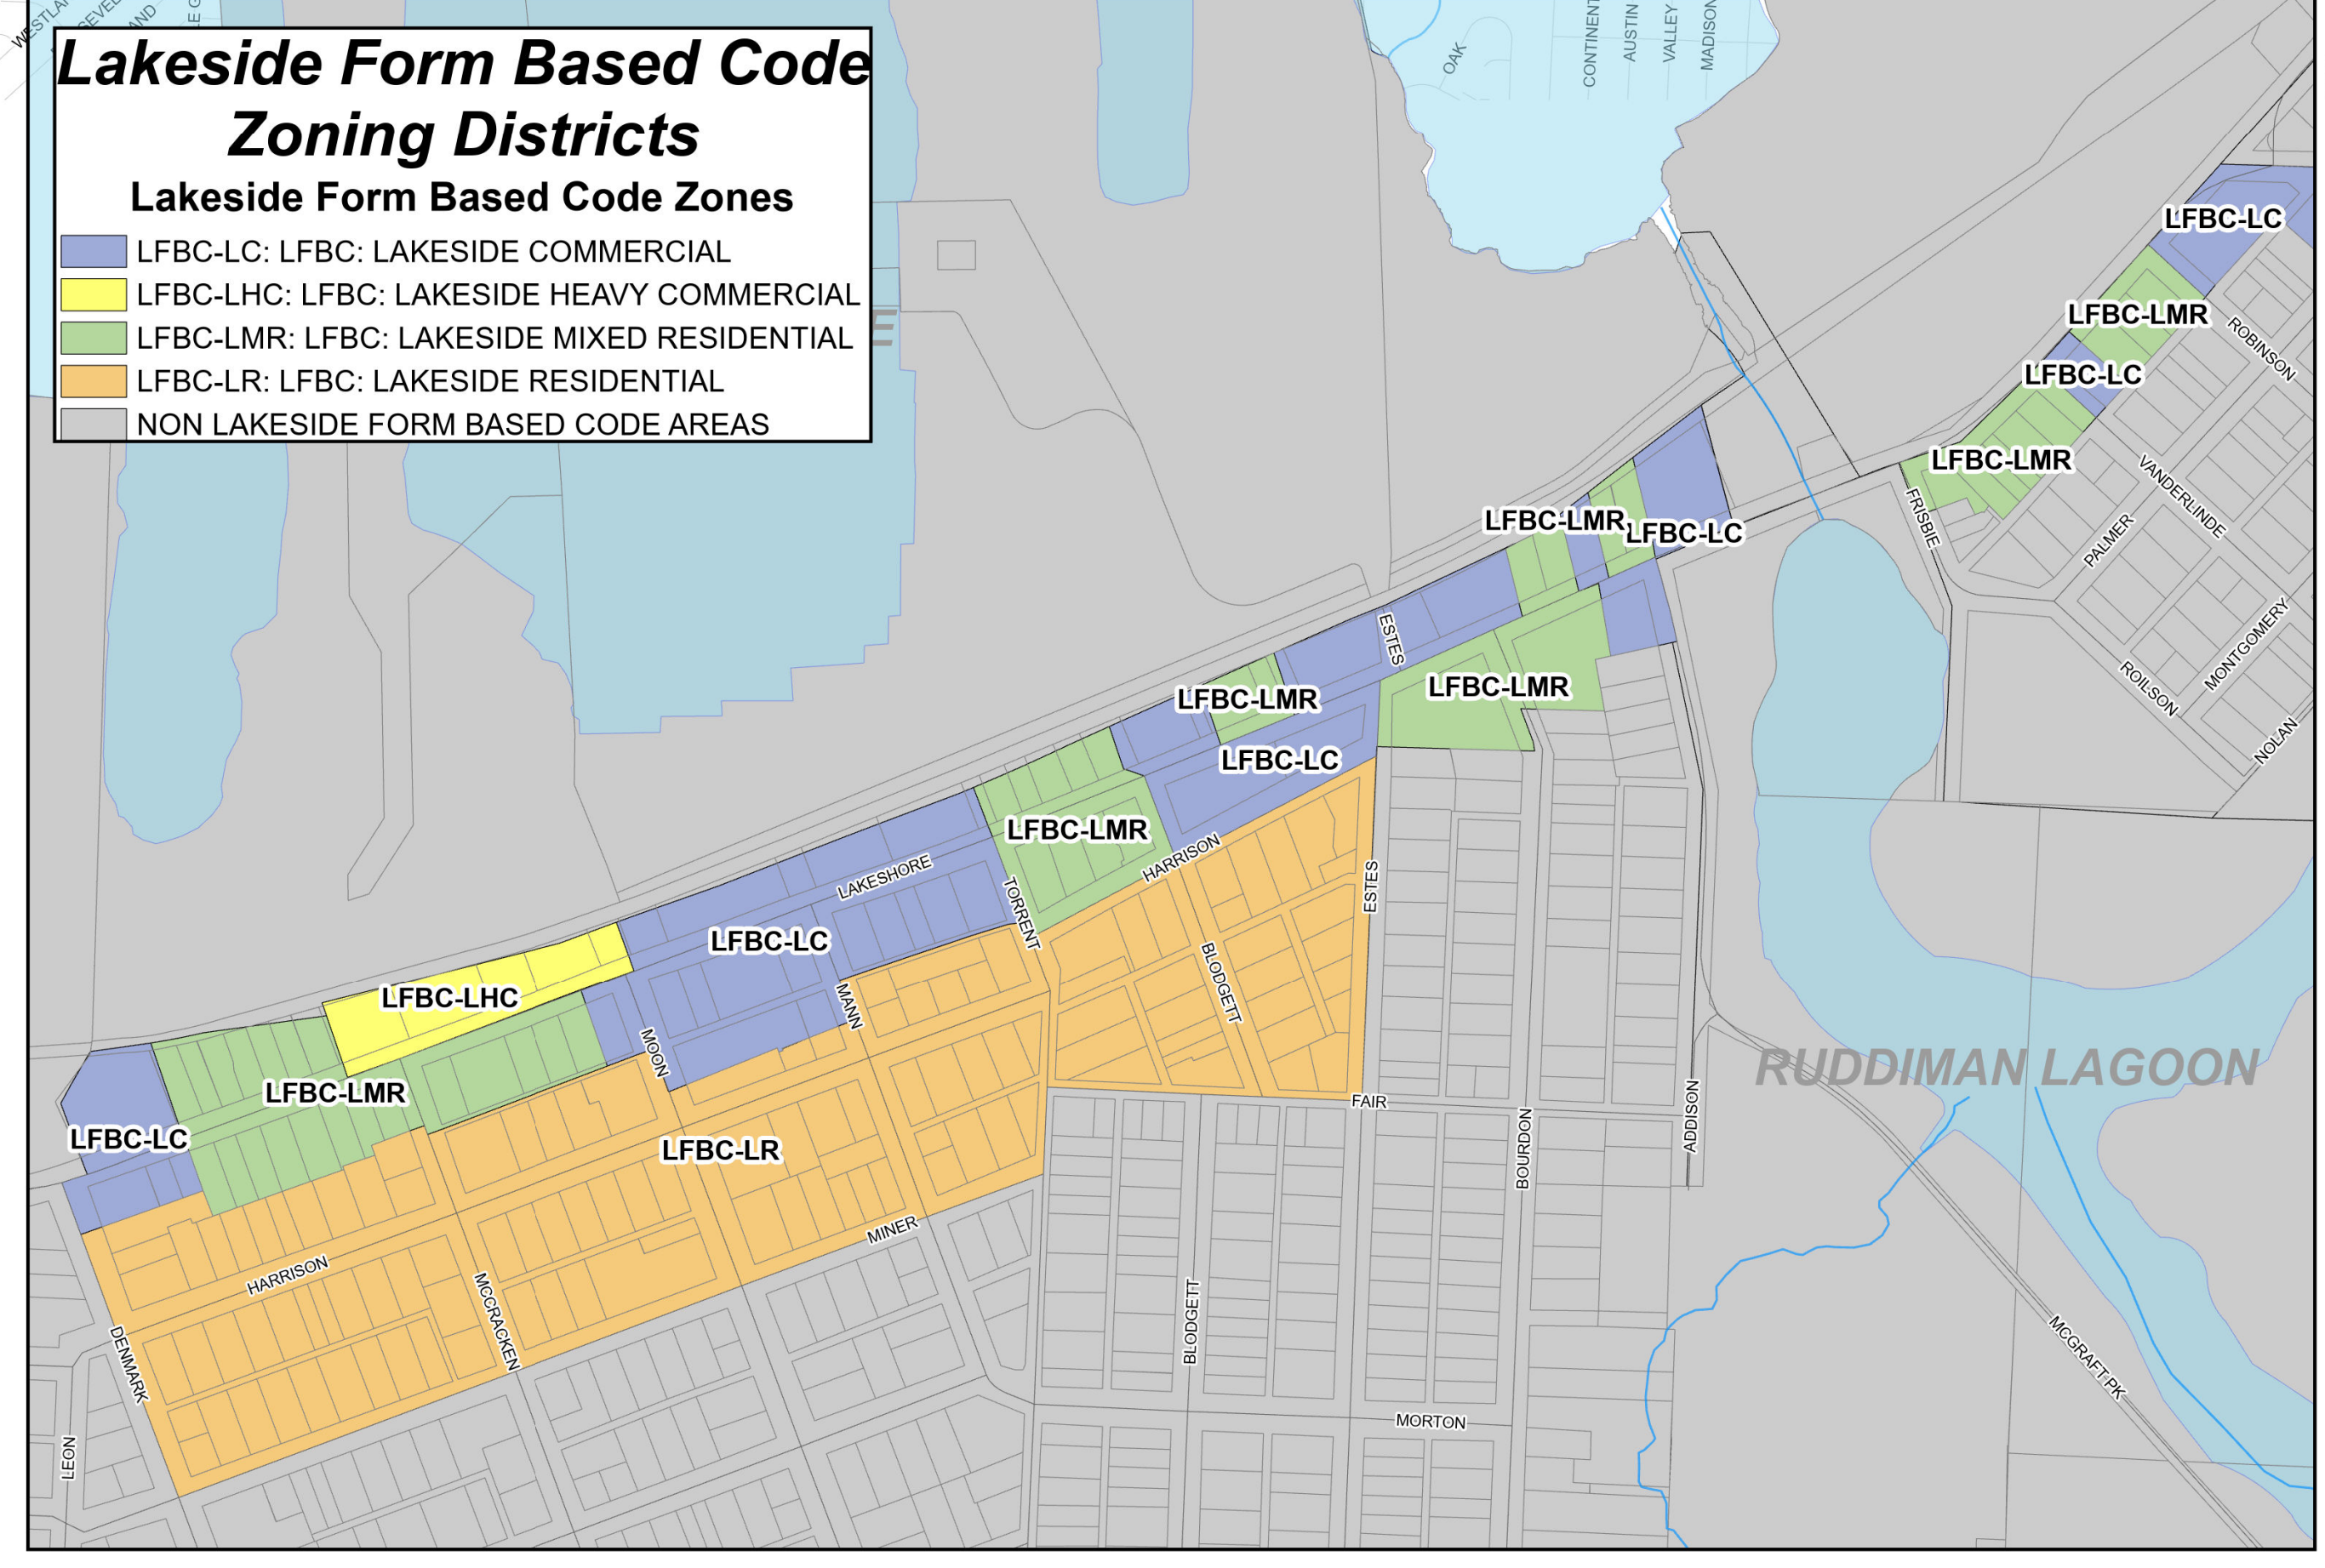 OAK
CONTINENT
AUSTIN
VALLEY
MADISON
Lakeside Form Based Code
Zoning Districts
Lakeside Form Based Code Zones
LFBC-LC: LFBC: LAKESIDE COMMERCIAL
LFBC-LHC: LFBC: LAKESIDE HEAVY COMMERCIAL
LFBC-LMR: LFBC: LAKESIDE MIXED RESIDENTIAL
LFBC-LR: LFBC: LAKESIDE RESIDENTIAL
NON LAKESIDE FORM BASED CODE AREAS
E
LFBC-LC
LFBC-LMR
ROBINSON
LFBC-LC
LFBC-LMR
VANDERLINDE
FRISBIE
PALMER
LFBC-LMR
LFBC-LC
MONTGOMERY
ROILSON
NOLAN
ESTES
LFBC-LMR
LFBC-LMR
LFBC-LC
LFBC-LMR
HARRISON
LAKESHORE
TORRENT
ESTES
LFBC-LC
BLODGETT
LFBC-LHC
MANN
MOON
RUDDIMAN LAGOON
LFBC-LMR
FAIR
LFBC-LC
LFBC-LR
BOURDON
ADDISON
MINER
HARRISON
MCCRACKEN
BLODGETT
DENMARK
MCGRAFT PK
MORTON
LEON